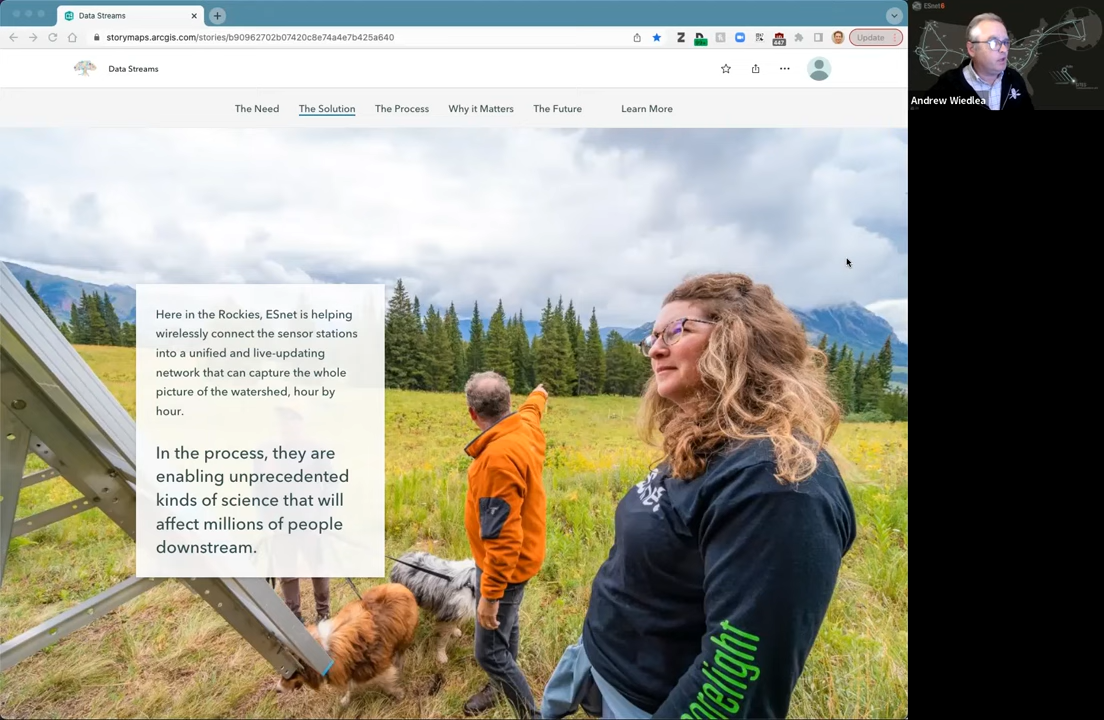 Data Streams
storymaps.arcgis.com/stories/b90962702b07420c8e74a4e7b425a640
447
Update
Data Streams
The Need
The Solution
The Process
Why it Matters
The Future
Learn More
Here in the Rockies, ESnet is helping
wirelessly connect the sensor stations
into a unified and live-updating
network that can capture the whole
picture of the watershed, hour by
hour.
In the process, they are
enabling unprecedented
kinds of science that will
affect millions of people
downstream.
ESnet6
Andrew Wiedlea